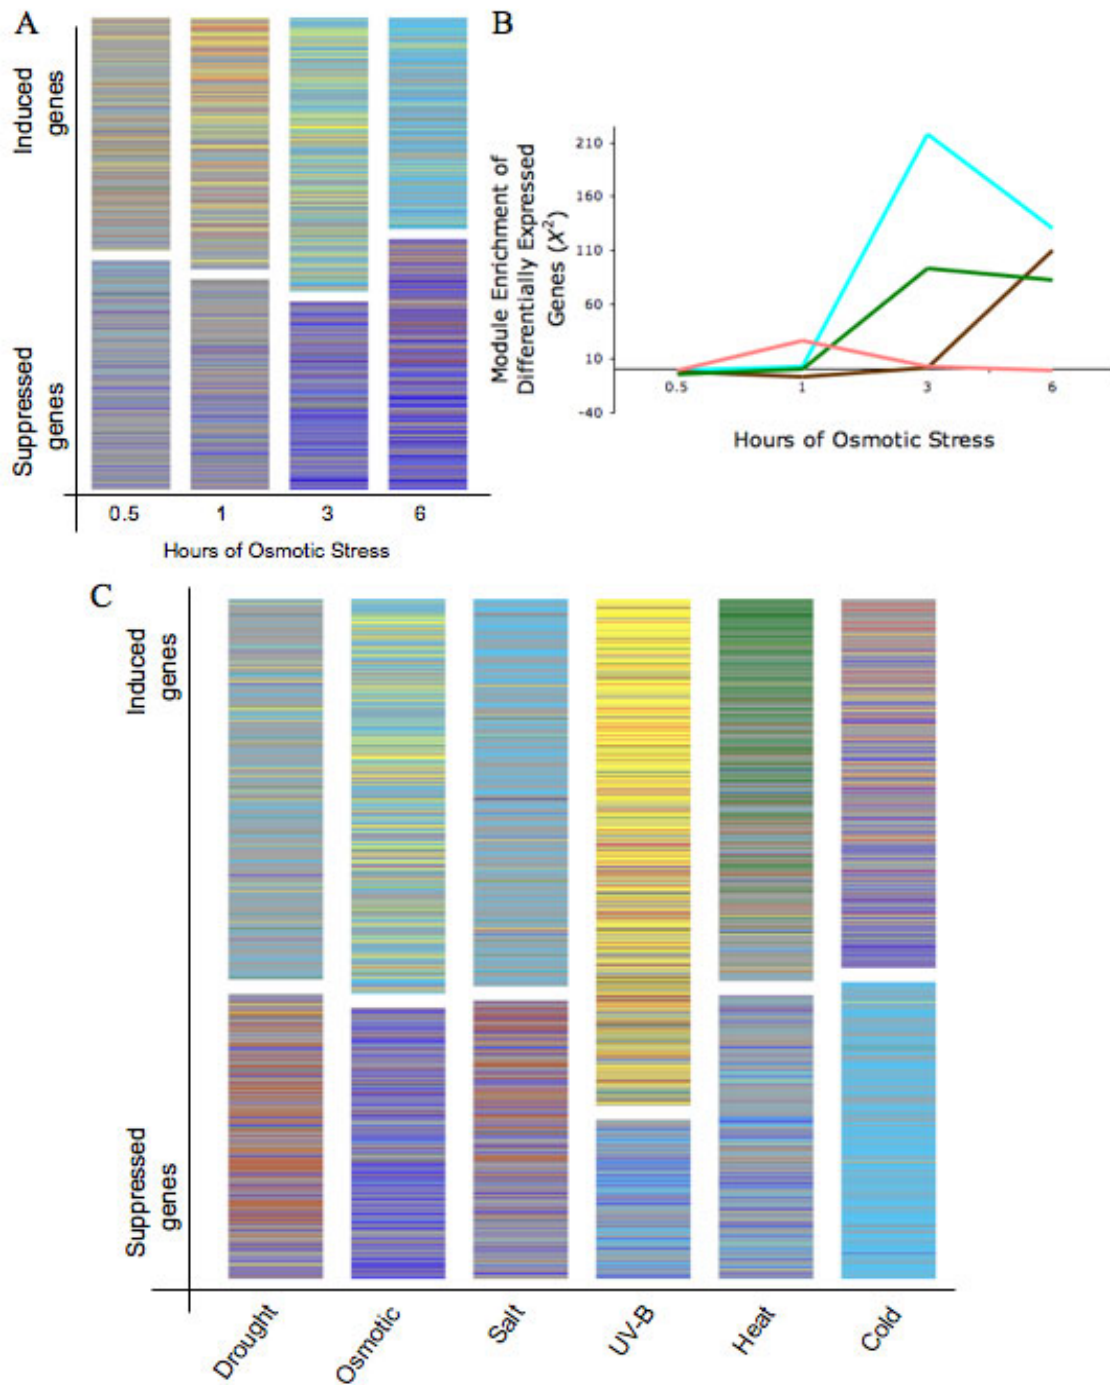 A
Induced
genes
Suppressed
genes
0.5 1 3 6
Hours of Osmotic Stress
B
Module Enrichment of
Differentially Expressed
Genes (X²)
210
160
110
60
10
-40
0.5 1 3 6
Hours of Osmotic Stress
C
Induced
genes
Suppressed
genes
Drought Osmotic Salt UV-B Heat Cold